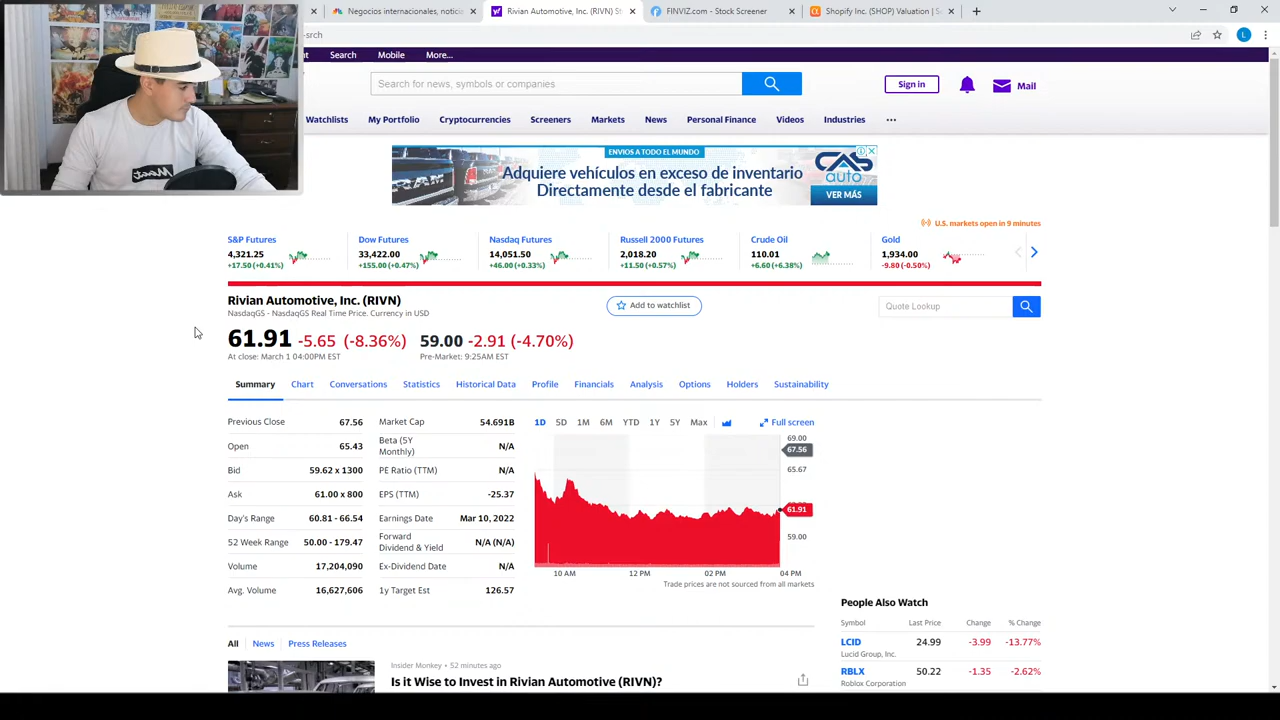 Negocios internacionales, notic
Rivian Automotive, Inc. (RIVN) St
FINVIZ.com - Stock Screener
Shopify Inc. (SHOP) Valuation | Se
-srch
Search Mobile More...
Search for news, symbols or companies
Sign in
Mail
Watchlists My Portfolio Cryptocurrencies Screeners Markets News Personal Finance Videos Industries ...
ENVIOS A TODO EL MUNDO
Adquiere vehículos en exceso de inventario
Directamente desde el fabricante
CAS
auto
VER MÁS
U.S. markets open in 9 minutes
S&P Futures
4,321.25
+17.50 (+0.41%)
Dow Futures
33,422.00
+155.00 (+0.47%)
Nasdaq Futures
14,051.50
+46.00 (+0.33%)
Russell 2000 Futures
2,018.20
+11.50 (+0.57%)
Crude Oil
110.01
+6.60 (+6.38%)
Gold
1,934.00
-9.80 (-0.50%)
Rivian Automotive, Inc. (RIVN)
NasdaqGS - NasdaqGS Real Time Price. Currency in USD
Add to watchlist
Quote Lookup
61.91 -5.65 (-8.36%)
At close: March 1 04:00PM EST
59.00 -2.91 (-4.70%)
Pre-Market: 9:25AM EST
Summary Chart Conversations Statistics Historical Data Profile Financials Analysis Options Holders Sustainability
Previous Close 67.56
Open 65.43
Bid 59.62 x 1300
Ask 61.00 x 800
Day's Range 60.81 - 66.54
52 Week Range 50.00 - 179.47
Volume 17,204,090
Avg. Volume 16,627,606
Market Cap 54.691B
Beta (5Y
Monthly) N/A
PE Ratio (TTM) N/A
EPS (TTM) -25.37
Earnings Date Mar 10, 2022
Forward
Dividend & Yield N/A (N/A)
Ex-Dividend Date N/A
1y Target Est 126.57
1D 5D 1M 6M YTD 1Y 5Y Max
Full screen
69.00
67.56
65.67
61.91
59.00
10 AM 12 PM 02 PM 04 PM
Trade prices are not sourced from all markets
People Also Watch
Symbol Last Price Change % Change
LCID 24.99 -3.99 -13.77%
Lucid Group, Inc.
RBLX 50.22 -1.35 -2.62%
Roblox Corporation
All News Press Releases
Insider Monkey • 52 minutes ago
Is it Wise to Invest in Rivian Automotive (RIVN)?